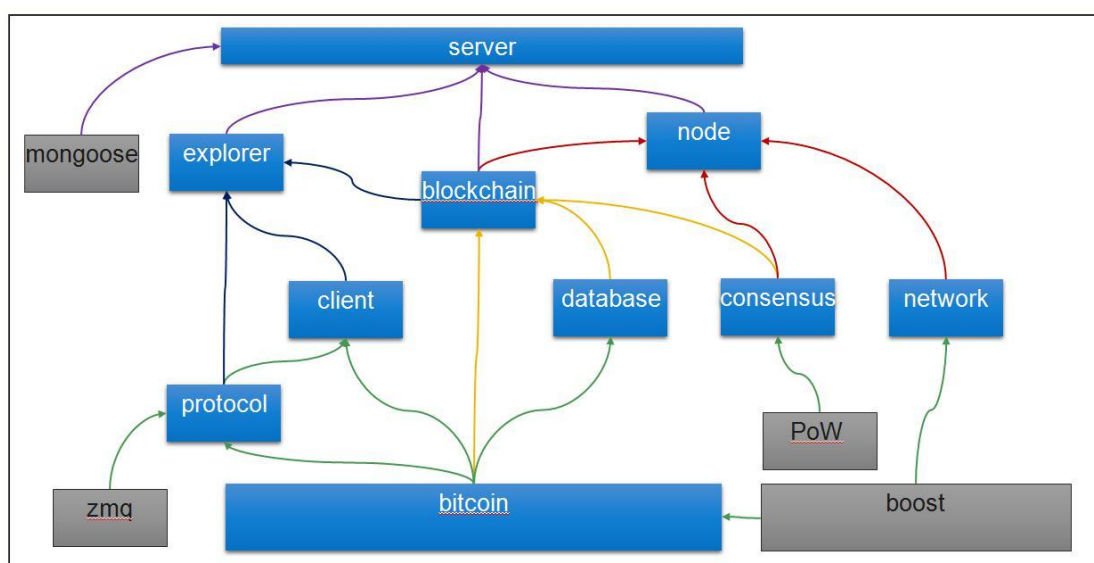 server
mongoose
explorer
node
blockchain
client
database
consensus
network
protocol
PoW
zmq
bitcoin
boost